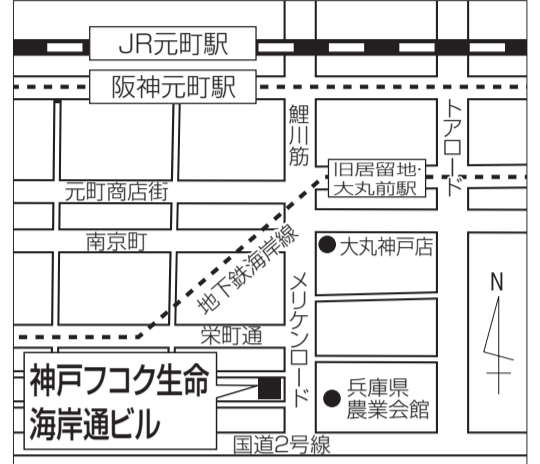 JR元町駅
阪神元町駅
鯉川筋
トアロード
旧居留地・
大丸前駅
元町商店街
南京町
地下鉄海岸線
大丸神戸店
メリケンロード
N
栄町通
神戸フコク生命
海岸通ビル
兵庫県
農業会館
国道2号線